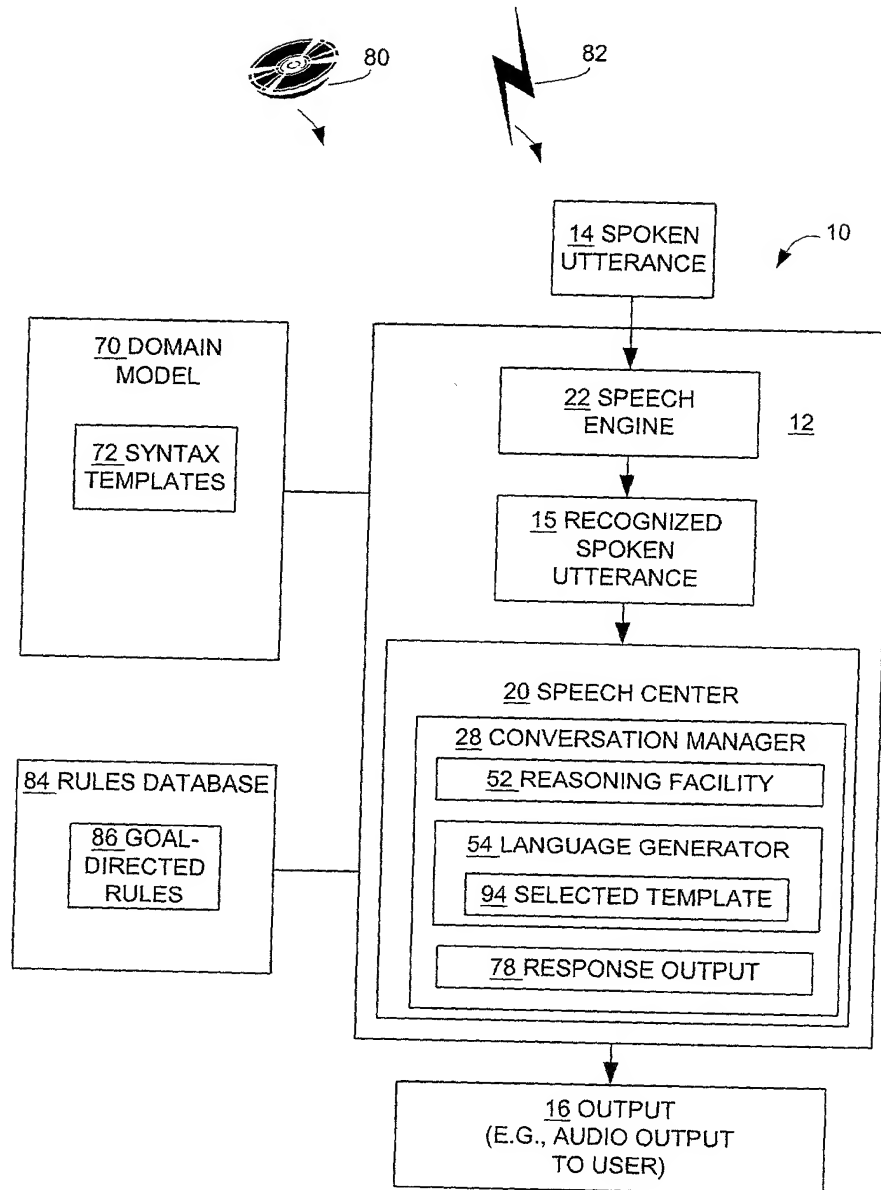 80
82
14 SPOKEN
UTTERANCE
10
70 DOMAIN
MODEL
72 SYNTAX
TEMPLATES
22 SPEECH
ENGINE
12
15 RECOGNIZED
SPOKEN
UTTERANCE
20 SPEECH CENTER
28 CONVERSATION MANAGER
52 REASONING FACILITY
54 LANGUAGE GENERATOR
94 SELECTED TEMPLATE
78 RESPONSE OUTPUT
84 RULES DATABASE
86 GOAL-
DIRECTED
RULES
16 OUTPUT
(E.G., AUDIO OUTPUT
TO USER)